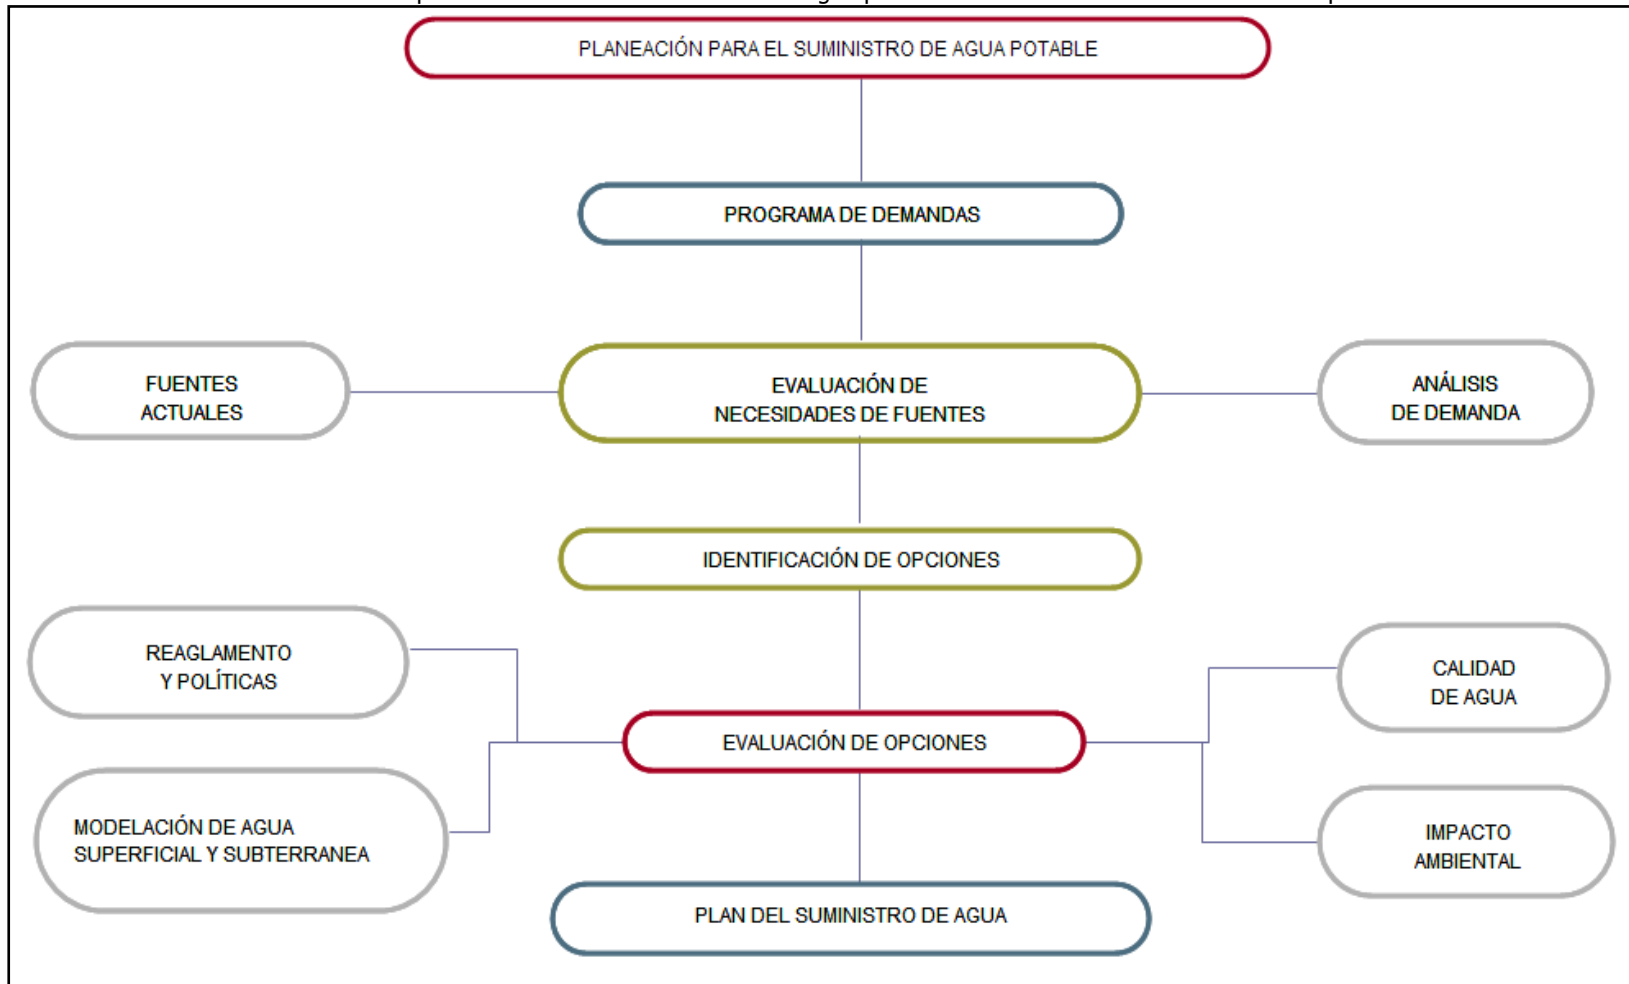 PLANEACIÓN PARA EL SUMINISTRO DE AGUA POTABLE
PROGRAMA DE DEMANDAS
FUENTES
ACTUALES
EVALUACIÓN DE
NECESIDADES DE FUENTES
ANÁLISIS
DE DEMANDA
IDENTIFICACIÓN DE OPCIONES
REAGLAMENTO
Y POLÍTICAS
CALIDAD
DE AGUA
EVALUACIÓN DE OPCIONES
MODELACIÓN DE AGUA
SUPERFICIAL Y SUBTERRANEA
IMPACTO
AMBIENTAL
PLAN DEL SUMINISTRO DE AGUA